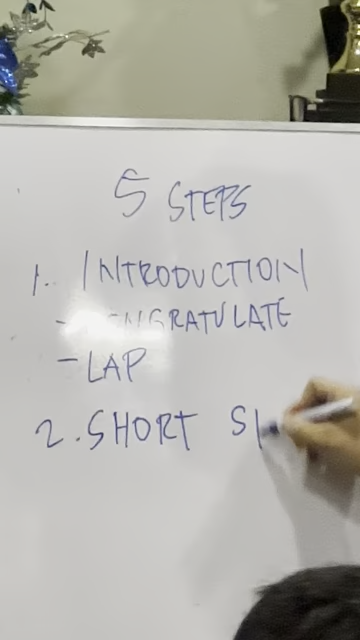 5 STEPS
1. INTRODUCTION
- CONGRATULATE
- LAP
2. SHORT